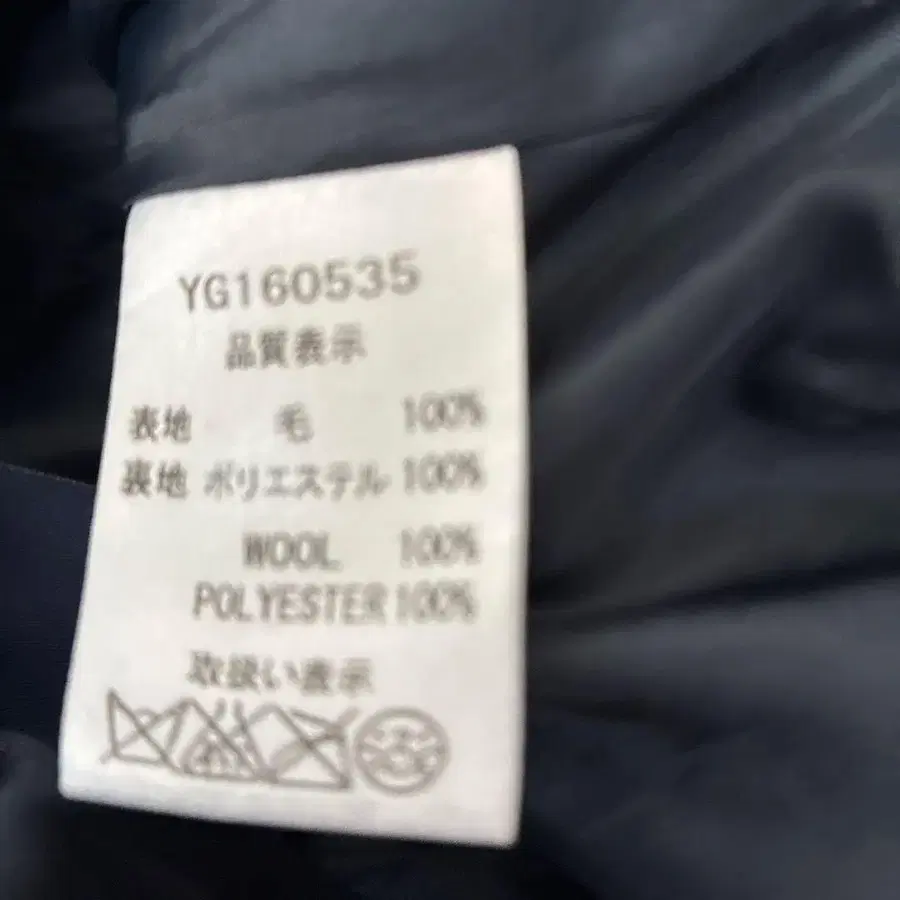 YG160535
品質表示
表地 毛 100%
裏地 ポリエステル 100%
WOOL 100%
POLYESTER 100%
取扱い表示